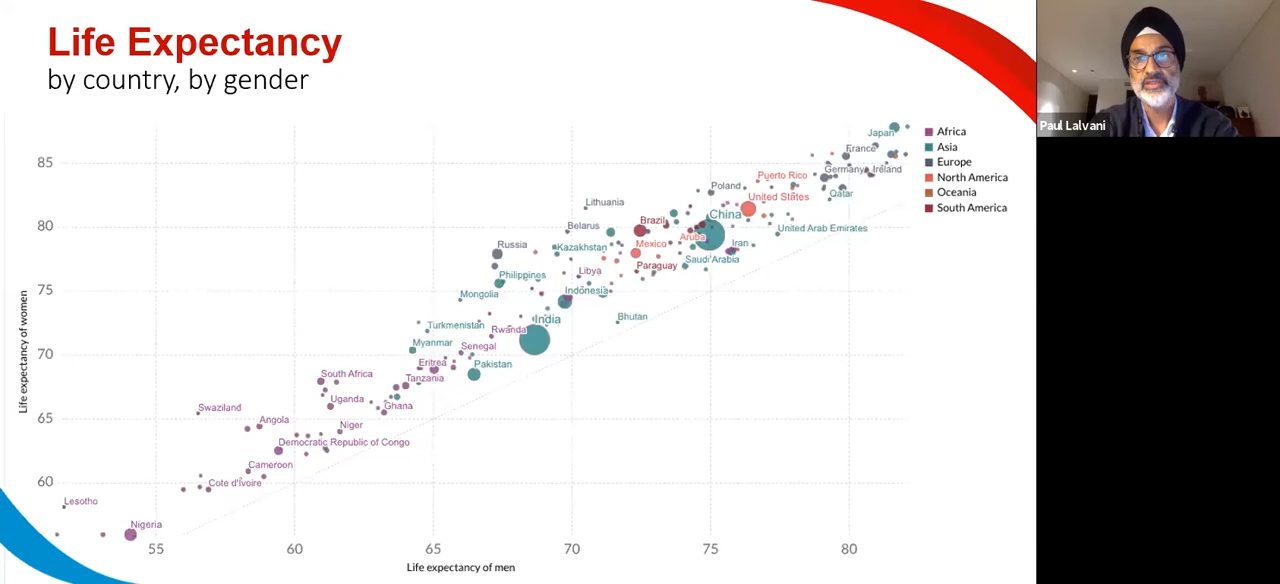 Life Expectancy
by country, by gender
Paul Lalvani
Africa
Asia
Europe
North America
Oceania
South America
Life expectancy of women
85
80
75
70
65
60
Japan
France
Germany
Ireland
Puerto Rico
Poland
Qatar
United States
Lithuania
China
United Arab Emirates
Belarus
Brazil
Aruba
Iran
Russia
Kazakhstan
Mexico
Saudi Arabia
Paraguay
Philippines
Libya
Mongolia
Indonesia
India
Bhutan
Turkmenistan
Rwanda
Myanmar
Senegal
Eritrea
Pakistan
South Africa
Tanzania
Uganda
Ghana
Swaziland
Angola
Niger
Democratic Republic of Congo
Cameroon
Cote d'Ivoire
Lesotho
Nigeria
55
60
65
70
75
80
Life expectancy of men